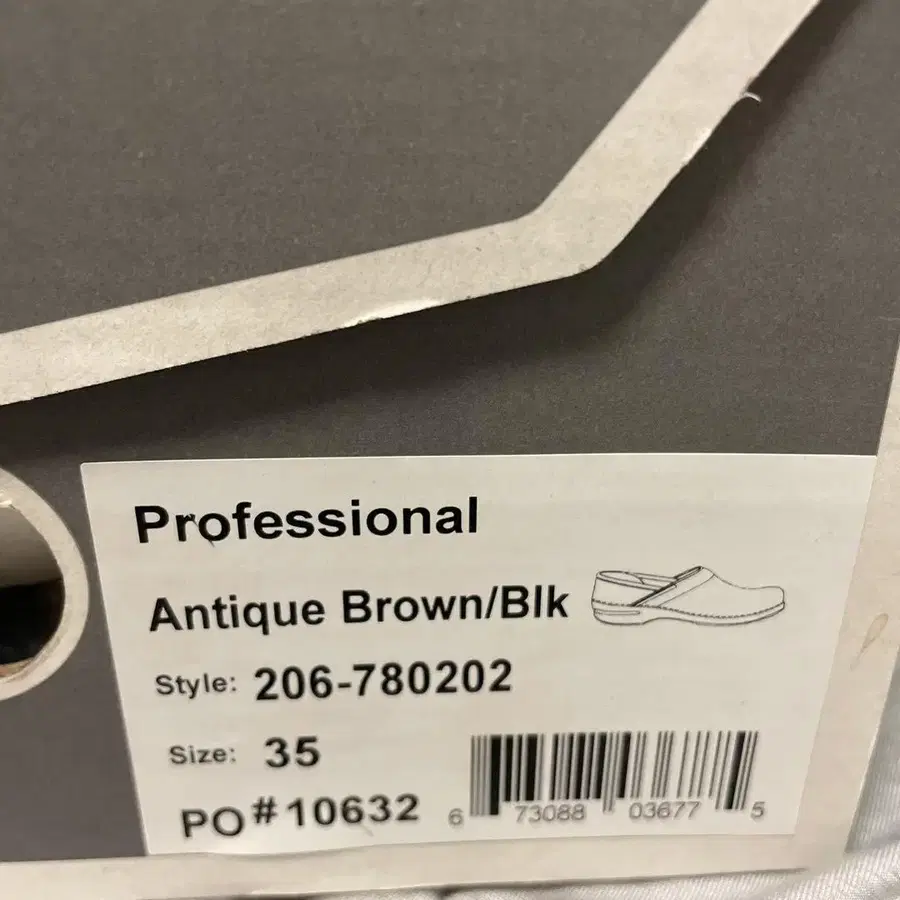 Professional
Antique Brown/Blk
Style: 206-780202
Size: 35
PO#10632
6 73088 03677 5